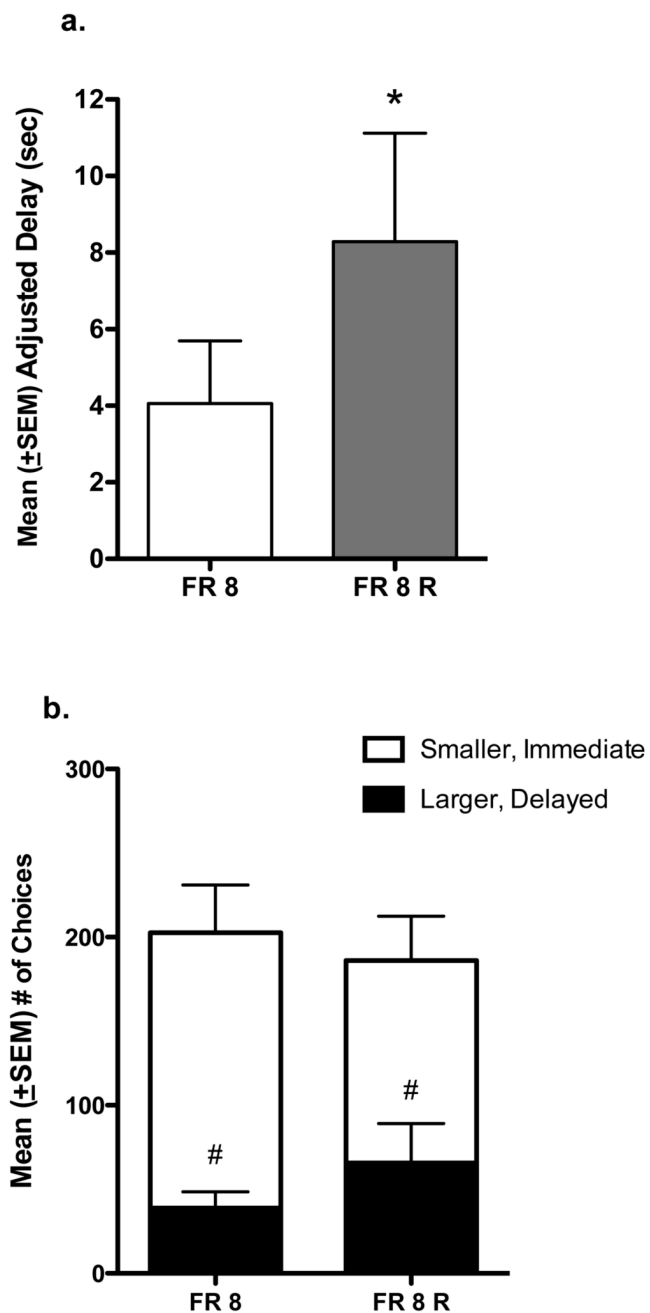 a.
Mean (±SEM) Adjusted Delay (sec)
12
10
8
6
4
2
0
*
FR 8
FR 8 R
b.
Smaller, Immediate
Larger, Delayed
Mean (±SEM) # of Choices
300
200
100
0
#
#
FR 8
FR 8 R